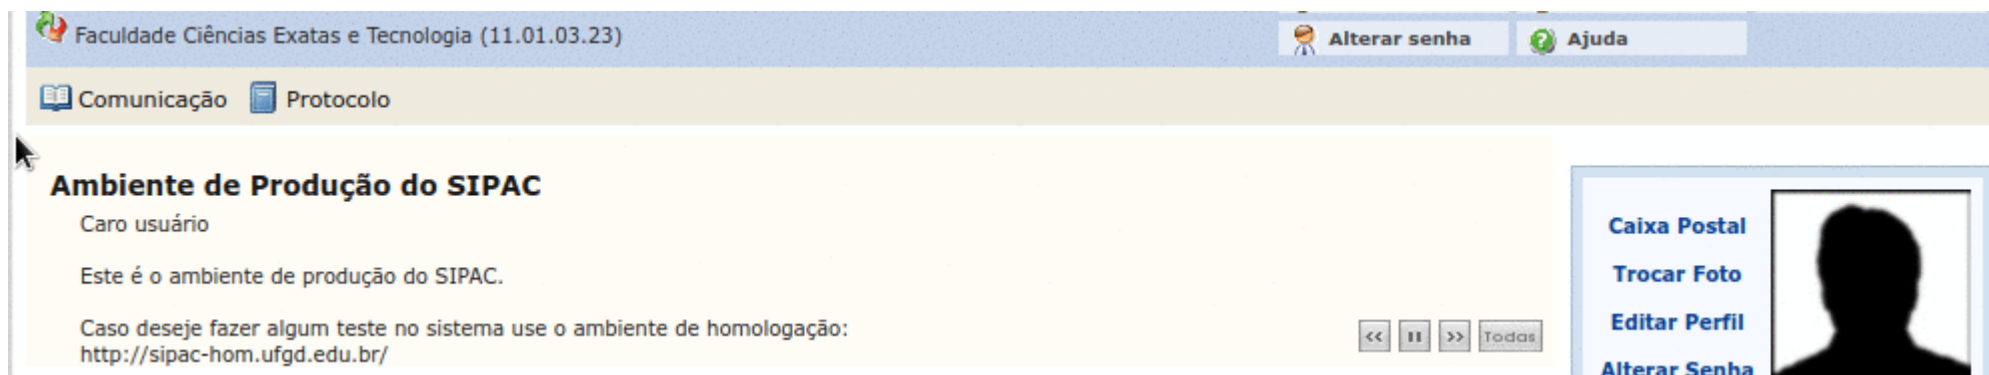 Faculdade Ciências Exatas e Tecnologia (11.01.03.23)
Alterar senha
Ajuda
Comunicação
Protocolo
Ambiente de Produção do SIPAC
Caro usuário
Este é o ambiente de produção do SIPAC.
Caso deseje fazer algum teste no sistema use o ambiente de homologação:
http://sipac-hom.ufgd.edu.br/
<< II >> Todas
Caixa Postal
Trocar Foto
Editar Perfil
Alterar Senha